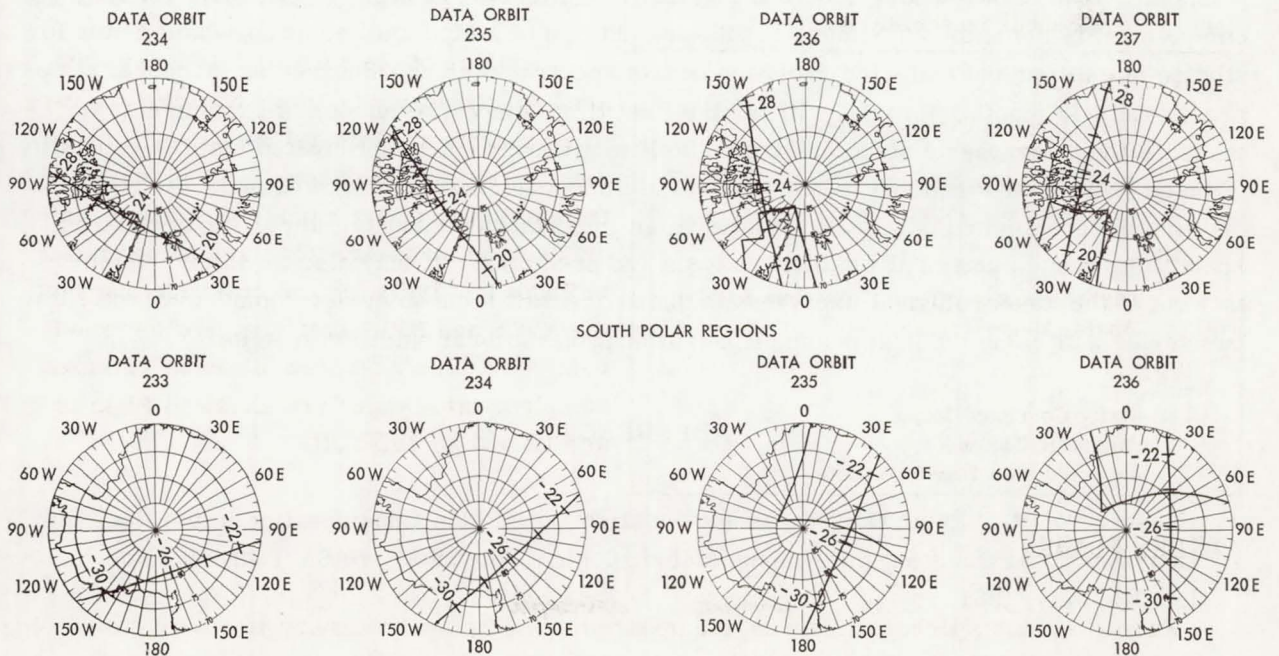 DATA ORBIT
234
180
150 W
150 E
120 W
120 E
90 W
90 E
60 W
60 E
30 W
30 E
0
28
24
20
DATA ORBIT
235
180
150 W
150 E
120 W
120 E
90 W
90 E
60 W
60 E
30 W
30 E
0
28
24
20
DATA ORBIT
236
180
150 W
150 E
120 W
120 E
90 W
90 E
60 W
60 E
30 W
30 E
0
28
24
20
DATA ORBIT
237
180
150 W
150 E
120 W
120 E
90 W
90 E
60 W
60 E
30 W
30 E
0
28
24
20
SOUTH POLAR REGIONS
DATA ORBIT
233
0
30 W
30 E
60 W
60 E
90 W
90 E
120 W
120 E
150 W
150 E
180
-22
-26
-30
DATA ORBIT
234
0
30 W
30 E
60 W
60 E
90 W
90 E
120 W
120 E
150 W
150 E
180
-22
-26
-30
DATA ORBIT
235
0
30 W
30 E
60 W
60 E
90 W
90 E
120 W
120 E
150 W
150 E
180
-22
-26
-30
DATA ORBIT
236
0
30 W
30 E
60 W
60 E
90 W
90 E
120 W
120 E
150 W
150 E
180
-22
-26
-30